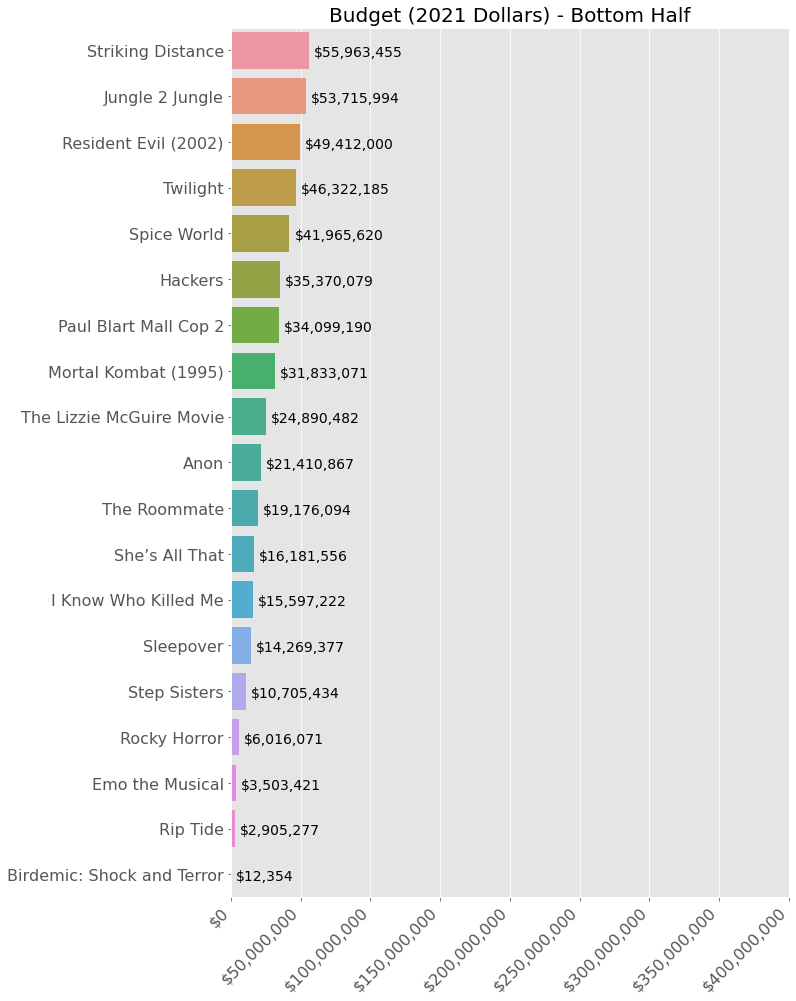 Budget (2021 Dollars) - Bottom Half
Striking Distance $55,963,455
Jungle 2 Jungle $53,715,994
Resident Evil (2002) $49,412,000
Twilight $46,322,185
Spice World $41,965,620
Hackers $35,370,079
Paul Blart Mall Cop 2 $34,099,190
Mortal Kombat (1995) $31,833,071
The Lizzie McGuire Movie $24,890,482
Anon $21,410,867
The Roommate $19,176,094
She’s All That $16,181,556
I Know Who Killed Me $15,597,222
Sleepover $14,269,377
Step Sisters $10,705,434
Rocky Horror $6,016,071
Emo the Musical $3,503,421
Rip Tide $2,905,277
Birdemic: Shock and Terror $12,354
$0 $50,000,000 $100,000,000 $150,000,000 $200,000,000 $250,000,000 $300,000,000 $350,000,000 $400,000,000